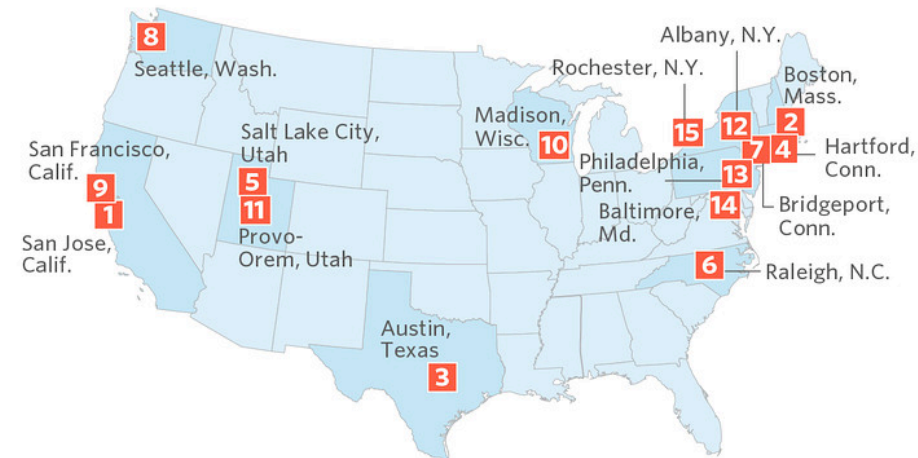 8
Seattle, Wash.
San Francisco,
Calif.
9
1
San Jose,
Calif.
Salt Lake City,
Utah
5
11
Provo-
Orem, Utah
Austin,
Texas
3
Madison,
Wisc.
10
Rochester, N.Y.
15
Albany, N.Y.
12
Boston,
Mass.
2
7
4
Hartford,
Conn.
Philadelphia,
Penn.
13
Bridgeport,
Conn.
Baltimore,
Md.
14
6
Raleigh, N.C.